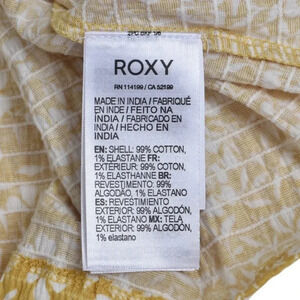 ROXY
RN 114199 / CA 52199
MADE IN INDIA / FABRIQUÉ
EN INDE / FEITO NA
ÍNDIA / FABRICADO EN
INDIA / HECHO EN
INDIA
EN: SHELL: 99% COTTON,
1% ELASTANE FR:
EXTÉRIEUR: 99% COTON,
1% ELASTHANNE BR:
REVESTIMENTO: 99%
ALGODÃO, 1% ELASTANO
ES: REVESTIMIENTO
EXTERIOR: 99% ALGODÓN,
1% ELASTANO MX: TELA
EXTERIOR: 99% ALGODÓN,
1% elastano